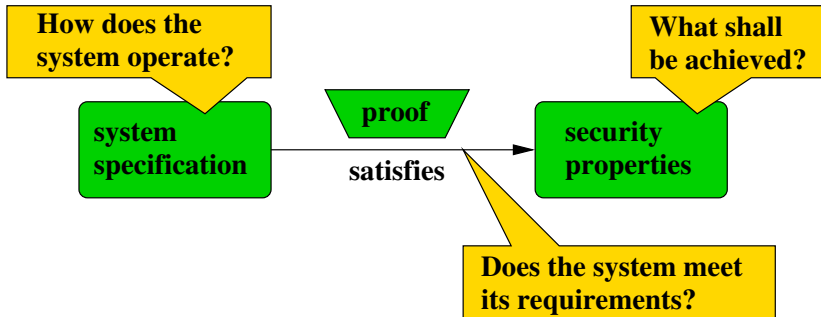 How does the
system operate?
What shall
be achieved?
system
specification
proof
satisfies
security
properties
Does the system meet
its requirements?